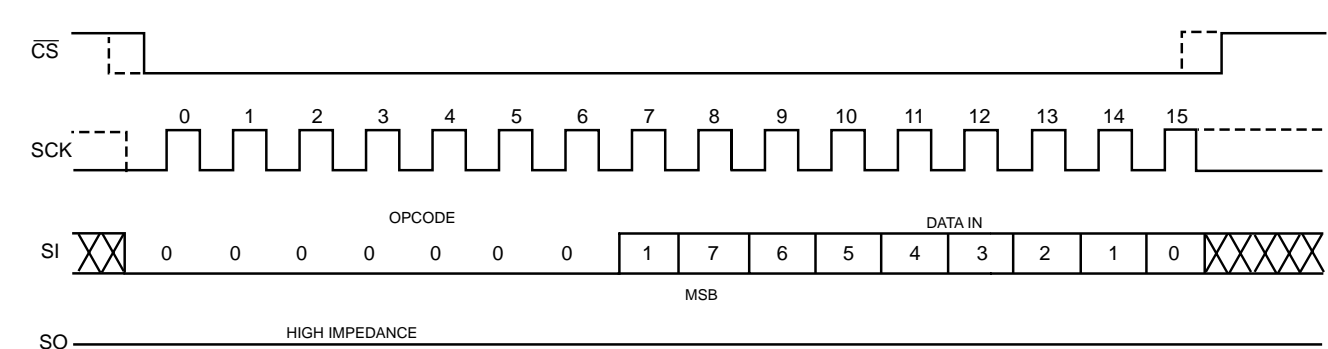 CS
0 1 2 3 4 5 6 7 8 9 10 11 12 13 14 15
SCK
OPCODE
DATA IN
SI
0 0 0 0 0 0 0 1 7 6 5 4 3 2 1 0
MSB
HIGH IMPEDANCE
SO